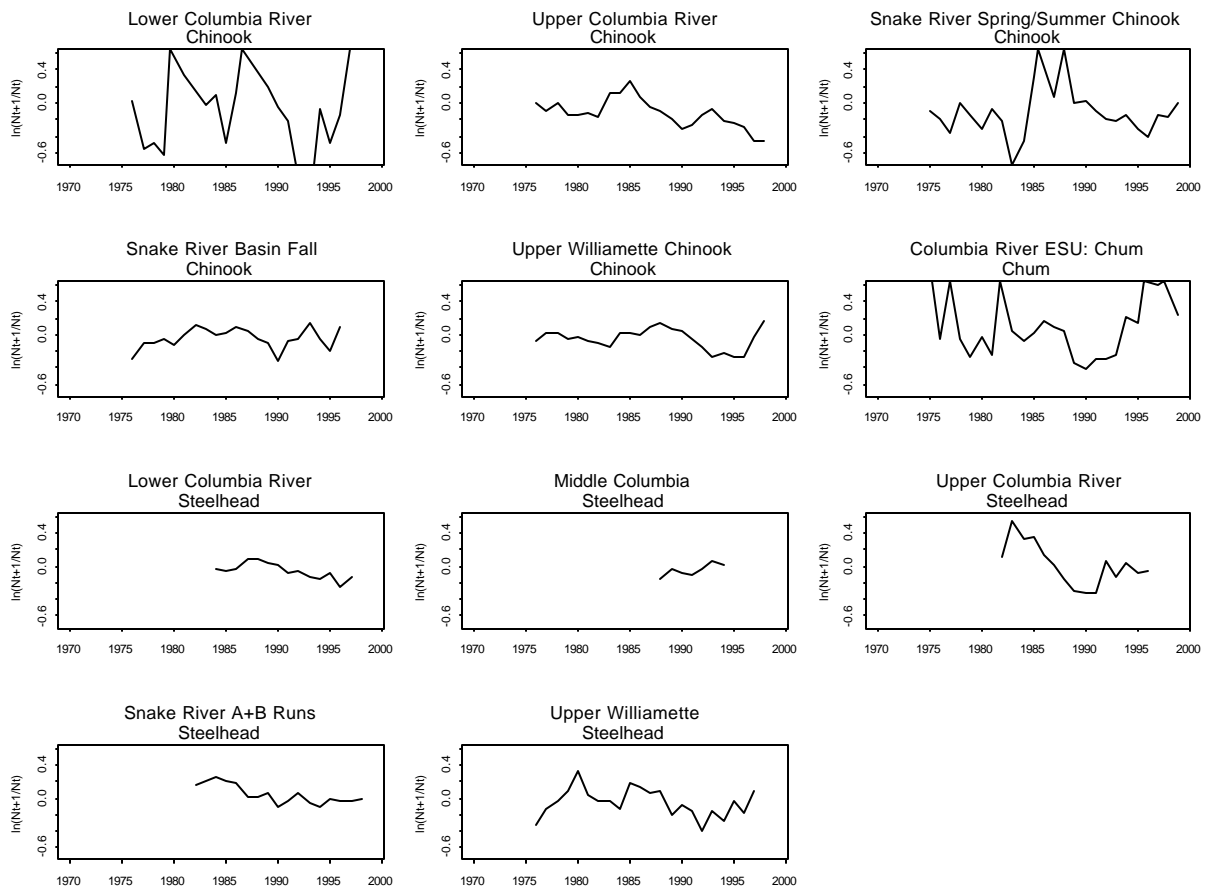 Lower Columbia River
Chinook
ln(Nt+1/Nt)
0.4
0.0
-0.6
1970 1975 1980 1985 1990 1995 2000
Upper Columbia River
Chinook
ln(Nt+1/Nt)
0.4
0.0
-0.6
1970 1975 1980 1985 1990 1995 2000
Snake River Spring/Summer Chinook
Chinook
ln(Nt+1/Nt)
0.4
0.0
-0.6
1970 1975 1980 1985 1990 1995 2000
Snake River Basin Fall
Chinook
ln(Nt+1/Nt)
0.4
0.0
-0.6
1970 1975 1980 1985 1990 1995 2000
Upper Williamette Chinook
Chinook
ln(Nt+1/Nt)
0.4
0.0
-0.6
1970 1975 1980 1985 1990 1995 2000
Columbia River ESU: Chum
Chum
ln(Nt+1/Nt)
0.4
0.0
-0.6
1970 1975 1980 1985 1990 1995 2000
Lower Columbia River
Steelhead
ln(Nt+1/Nt)
0.4
0.0
-0.6
1970 1975 1980 1985 1990 1995 2000
Middle Columbia
Steelhead
ln(Nt+1/Nt)
0.4
0.0
-0.6
1970 1975 1980 1985 1990 1995 2000
Upper Columbia River
Steelhead
ln(Nt+1/Nt)
0.4
0.0
-0.6
1970 1975 1980 1985 1990 1995 2000
Snake River A+B Runs
Steelhead
ln(Nt+1/Nt)
0.4
0.0
-0.6
1970 1975 1980 1985 1990 1995 2000
Upper Williamette
Steelhead
ln(Nt+1/Nt)
0.4
0.0
-0.6
1970 1975 1980 1985 1990 1995 2000